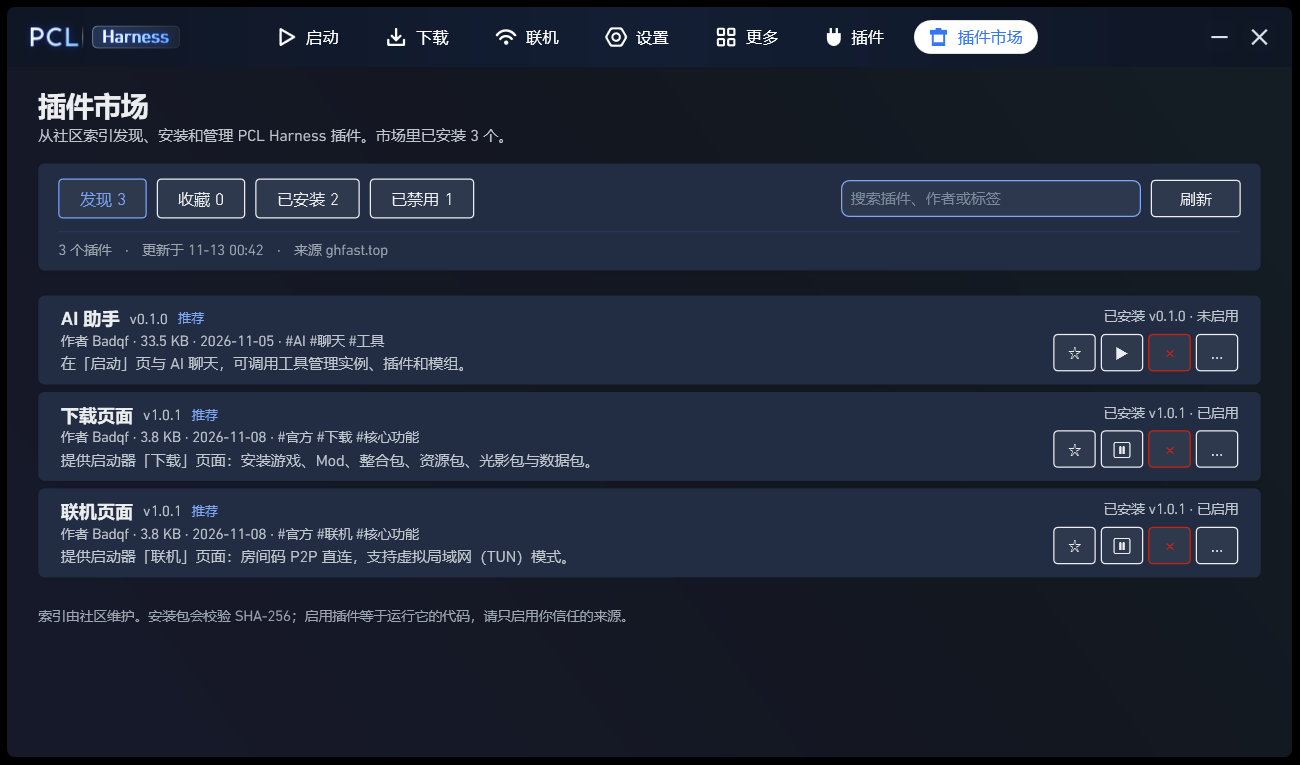 PCL Harness 启动 下载 联机 设置 更多 插件 插件市场
插件市场
从社区索引发现、安装和管理 PCL Harness 插件。市场里已安装 3 个。
发现 3 收藏 0 已安装 2 已禁用 1 搜索插件、作者或标签 刷新
3 个插件 · 更新于 11-13 00:42 · 来源 ghfast.top
AI 助手 v0.1.0 推荐 已安装 v0.1.0 · 未启用
作者 Badqf · 33.5 KB · 2026-11-05 · #AI #聊天 #工具
在「启动」页与 AI 聊天，可调用工具管理实例、插件和模组。
下载页面 v1.0.1 推荐 已安装 v1.0.1 · 已启用
作者 Badqf · 3.8 KB · 2026-11-08 · #官方 #下载 #核心功能
提供启动器「下载」页面：安装游戏、Mod、整合包、资源包、光影包与数据包。
联机页面 v1.0.1 推荐 已安装 v1.0.1 · 已启用
作者 Badqf · 3.8 KB · 2026-11-08 · #官方 #联机 #核心功能
提供启动器「联机」页面：房间码 P2P 直连，支持虚拟局域网（TUN）模式。
索引由社区维护。安装包会校验 SHA-256；启用插件等于运行它的代码，请只启用你信任的来源。